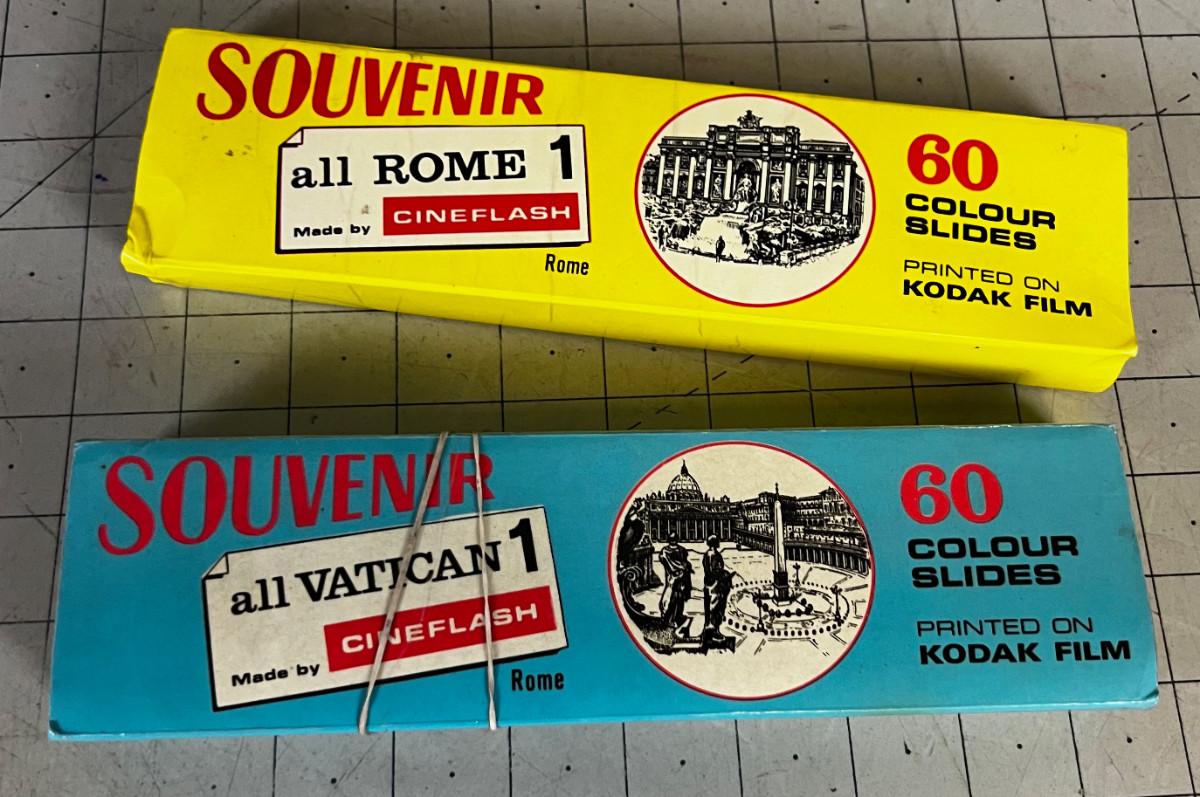 SOUVENIR
all ROME 1
Made by CINEFLASH
Rome
60
COLOUR
SLIDES
PRINTED ON
KODAK FILM
SOUVENIR
all VATICAN 1
Made by CINEFLASH
Rome
60
COLOUR
SLIDES
PRINTED ON
KODAK FILM